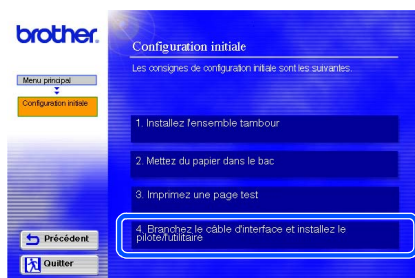 brother.
Menu principal
Configuration initiale
Configuration initiale
Les consignes de configuration initiale sont les suivantes.
1. Installez l'ensemble tambour
2. Mettez du papier dans le bac
3. Imprimez une page test
4. Branchez le câble d'interface et installez le
pilote/l'utilitaire
Précédent
Quitter